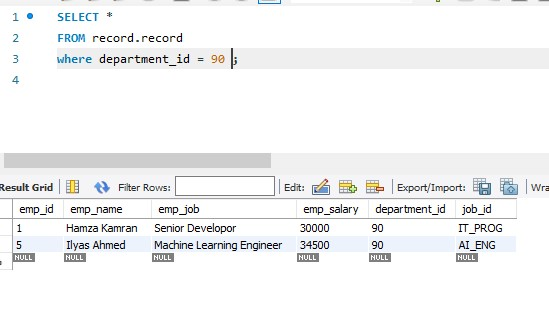 1 SELECT *
2 FROM record.record
3 where department_id = 90 ;
4
Result Grid Filter Rows: Edit: Export/Import: Wra
emp_id emp_name emp_job emp_salary department_id job_id
1 Hamza Kamran Senior Developor 30000 90 IT_PROG
5 Ilyas Ahmed Machine Learning Engineer 34500 90 AI_ENG
NULL NULL NULL NULL NULL NULL